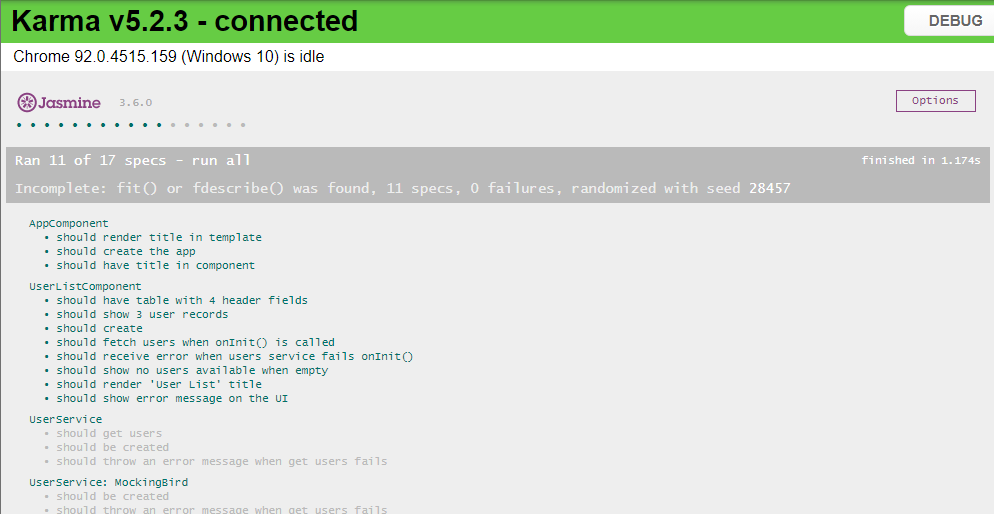 Karma v5.2.3 - connected
DEBUG
Chrome 92.0.4515.159 (Windows 10) is idle
Jasmine 3.6.0
Options
Ran 11 of 17 specs - run all
finished in 1.174s
Incomplete: fit() or fdescribe() was found, 11 specs, 0 failures, randomized with seed 28457
AppComponent
• should render title in template
• should create the app
• should have title in component
UserListComponent
• should have table with 4 header fields
• should show 3 user records
• should create
• should fetch users when onInit() is called
• should receive error when users service fails onInit()
• should show no users available when empty
• should render 'User List' title
• should show error message on the UI
UserService
• should get users
• should be created
• should throw an error message when get users fails
UserService: MockingBird
• should be created
• should throw an error message when get users fails